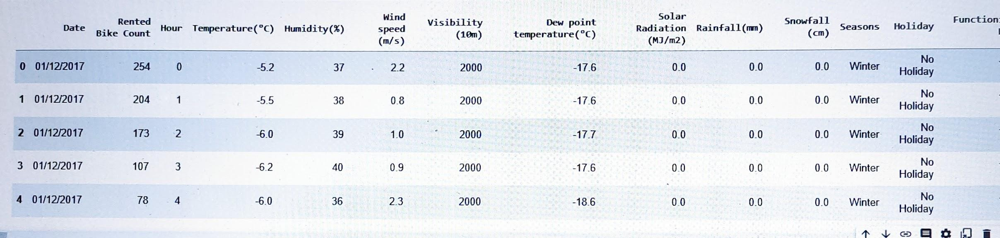 Date Rented Bike Count Hour Temperature(°C) Humidity(%) Wind speed (m/s) Visibility (10m) Dew point temperature(°C) Solar Radiation (MJ/m2) Rainfall(mm) Snowfall (cm) Seasons Holiday
0 01/12/2017 254 0 -5.2 37 2.2 2000 -17.6 0.0 0.0 0.0 Winter No Holiday
1 01/12/2017 204 1 -5.5 38 0.8 2000 -17.6 0.0 0.0 0.0 Winter No Holiday
2 01/12/2017 173 2 -6.0 39 1.0 2000 -17.7 0.0 0.0 0.0 Winter No Holiday
3 01/12/2017 107 3 -6.2 40 0.9 2000 -17.6 0.0 0.0 0.0 Winter No Holiday
4 01/12/2017 78 4 -6.0 36 2.3 2000 -18.6 0.0 0.0 0.0 Winter No Holiday